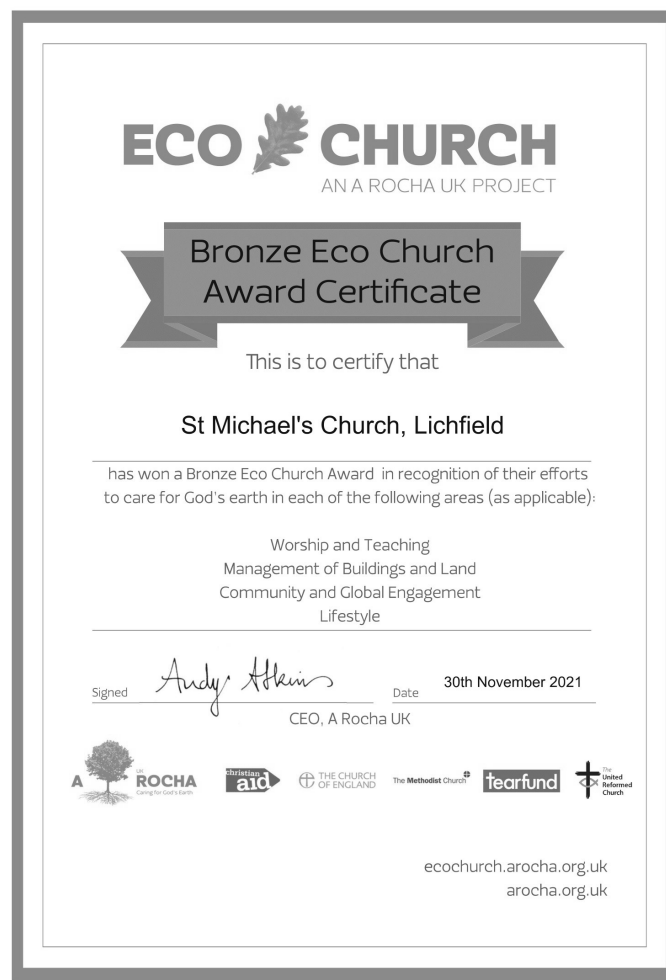 ECO CHURCH
AN A ROCHA UK PROJECT
Bronze Eco Church
Award Certificate
This is to certify that
St Michael's Church, Lichfield
has won a Bronze Eco Church Award in recognition of their efforts
to care for God's earth in each of the following areas (as applicable):
Worship and Teaching
Management of Buildings and Land
Community and Global Engagement
Lifestyle
Signed Andy Atkins Date 30th November 2021
CEO, A Rocha UK
A ROCHA UK
Caring for God's Earth
christian
aid
THE CHURCH
OF ENGLAND
The Methodist Church
tearfund
The
United
Reformed
Church
ecochurch.arocha.org.uk
arocha.org.uk